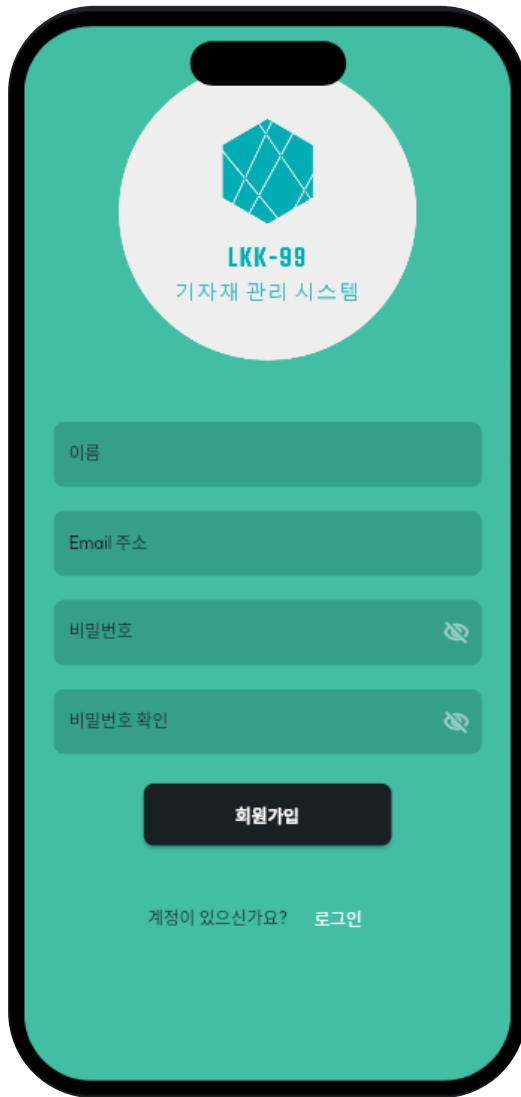 LKK-99
기자재 관리 시스템
이름
Email 주소
비밀번호
비밀번호 확인
회원가입
계정이 있으신가요? 로그인